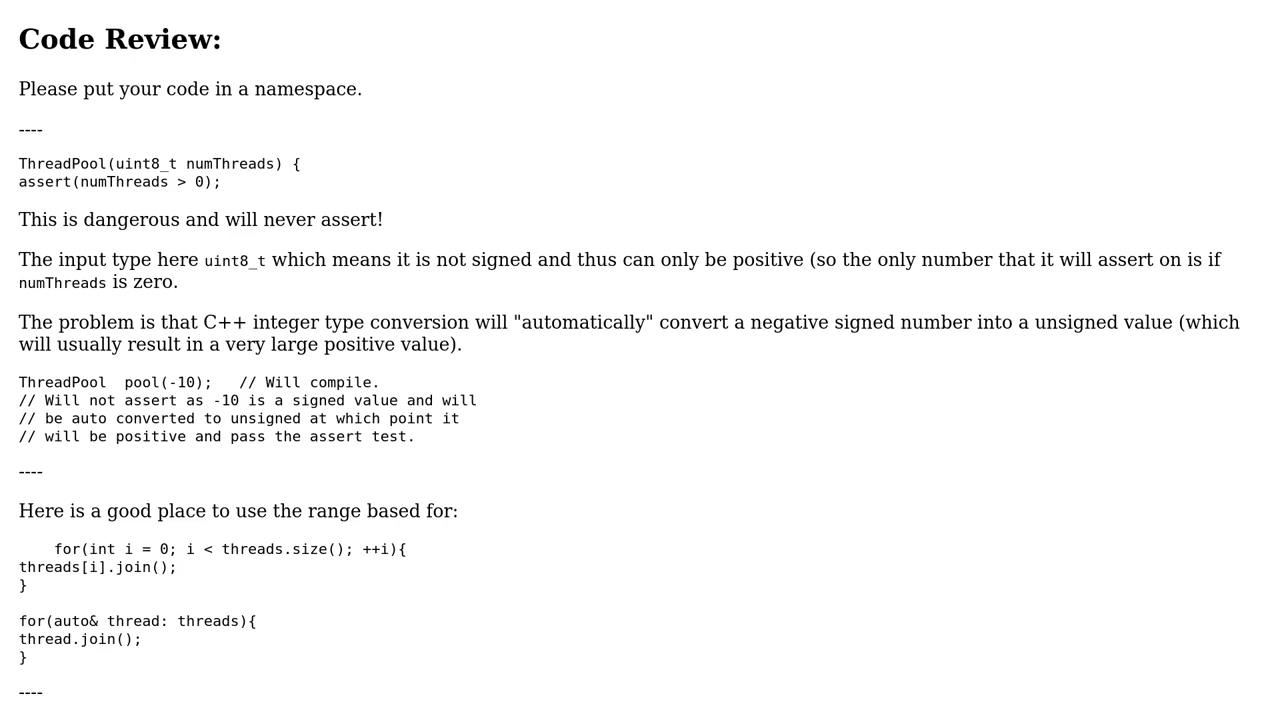 Code Review:
Please put your code in a namespace.
----
ThreadPool(uint8_t numThreads) {
assert(numThreads > 0);
This is dangerous and will never assert!
The input type here uint8_t which means it is not signed and thus can only be positive (so the only number that it will assert on is if
numThreads is zero.
The problem is that C++ integer type conversion will "automatically" convert a negative signed number into a unsigned value (which
will usually result in a very large positive value).
ThreadPool  pool(-10);   // Will compile.
// Will not assert as -10 is a signed value and will
// be auto converted to unsigned at which point it
// will be positive and pass the assert test.
----
Here is a good place to use the range based for:
    for(int i = 0; i < threads.size(); ++i){
threads[i].join();
}
for(auto& thread: threads){
thread.join();
}
----